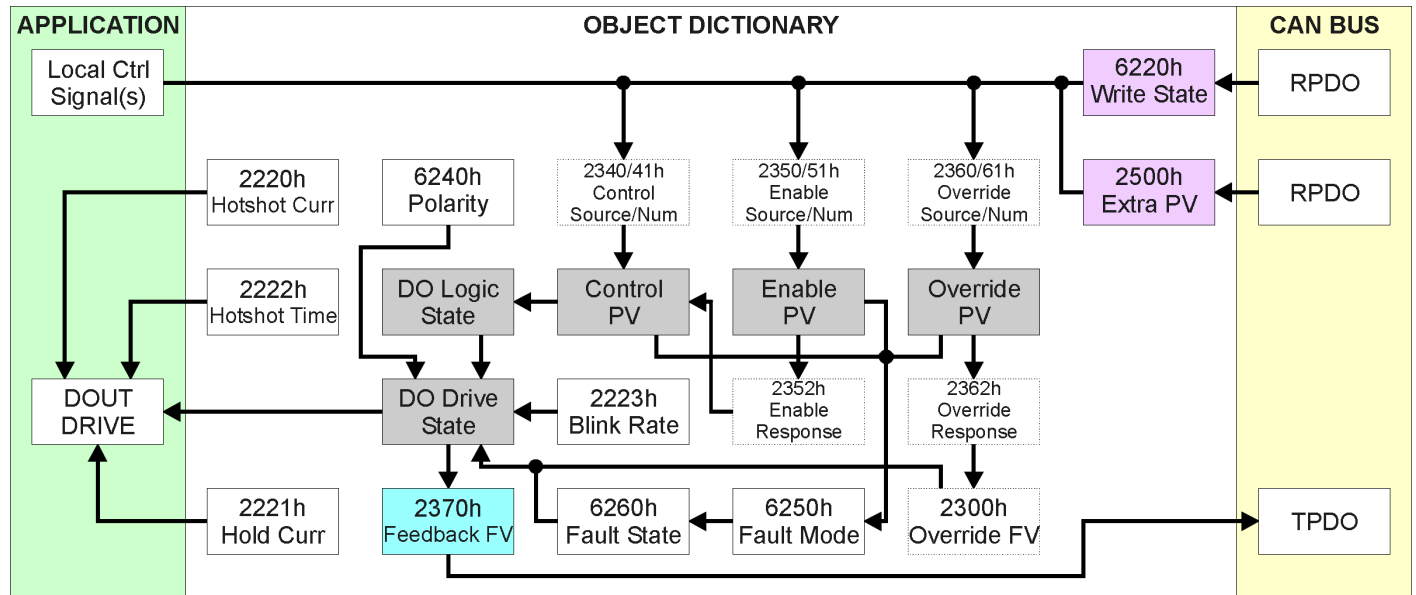 APPLICATION
OBJECT DICTIONARY
CAN BUS
Local Ctrl
Signal(s)
6220h
Write State
RPDO
2220h
Hotshot Curr
6240h
Polarity
2340/41h
Control
Source/Num
2350/51h
Enable
Source/Num
2360/61h
Override
Source/Num
2500h
Extra PV
RPDO
2222h
Hotshot Time
DO Logic
State
Control
PV
Enable
PV
Override
PV
DOUT
DRIVE
DO Drive
State
2223h
Blink Rate
2352h
Enable
Response
2362h
Override
Response
2221h
Hold Curr
2370h
Feedback FV
6260h
Fault State
6250h
Fault Mode
2300h
Override FV
TPDO